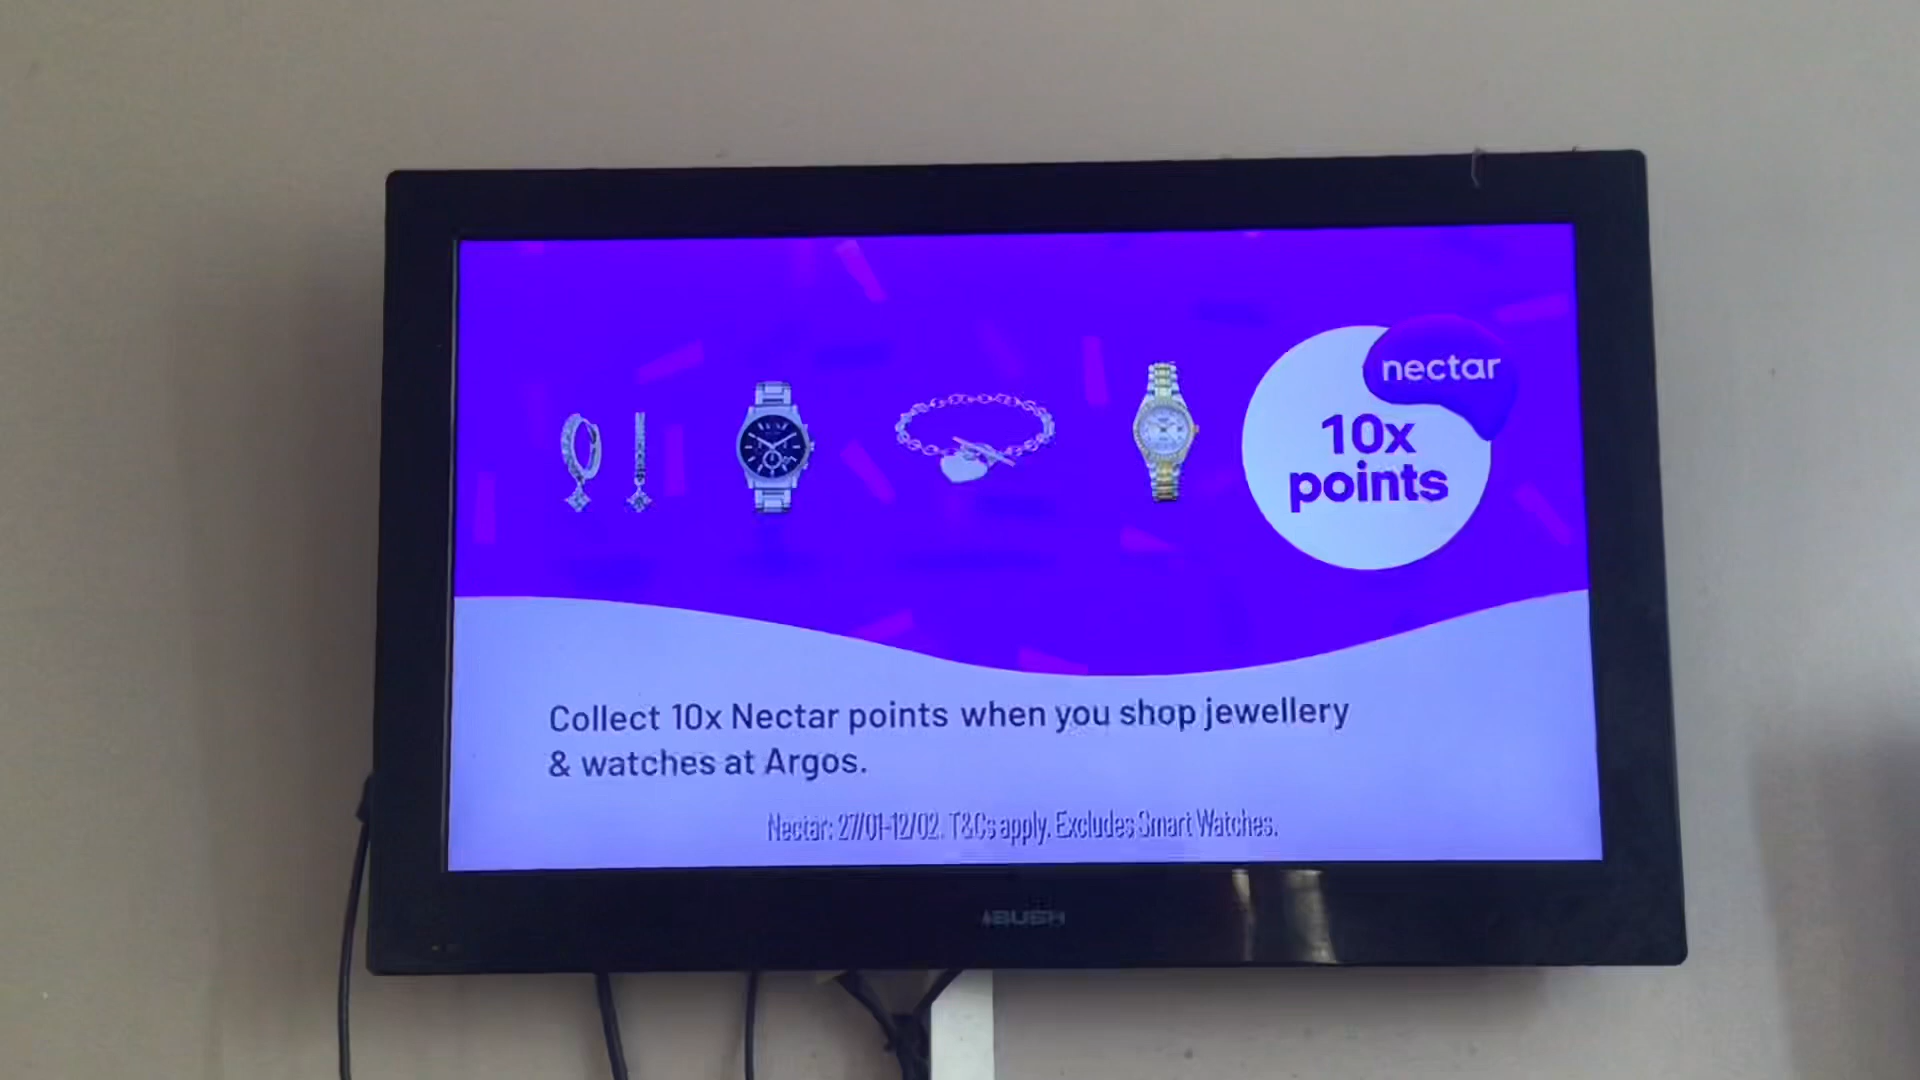 nectar
10x
points
Collect 10x Nectar points when you shop jewellery
& watches at Argos.
Nectar: 27/01-12/02. T&Cs apply. Excludes Smart Watches.
BUSH